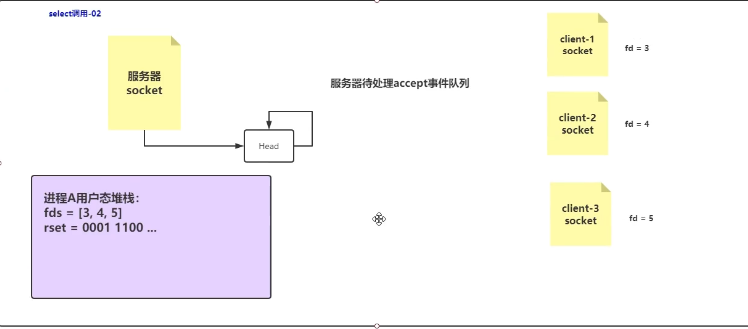 select调用-02
服务器
socket
服务器待处理accept事件队列
Head
client-1
socket
fd = 3
client-2
socket
fd = 4
进程A用户态堆栈：
fds = [3, 4, 5]
rset = 0001 1100 ...
client-3
socket
fd = 5